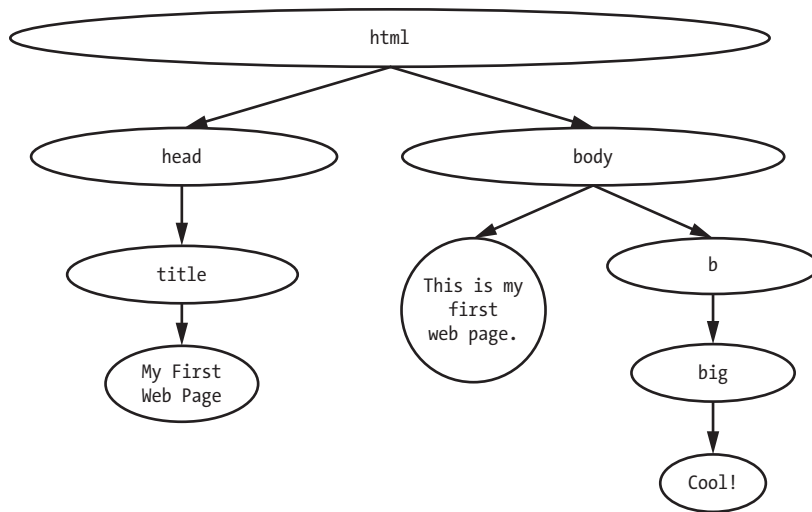 html
head
body
title
This is my
first
web page.
b
My First
Web Page
big
Cool!